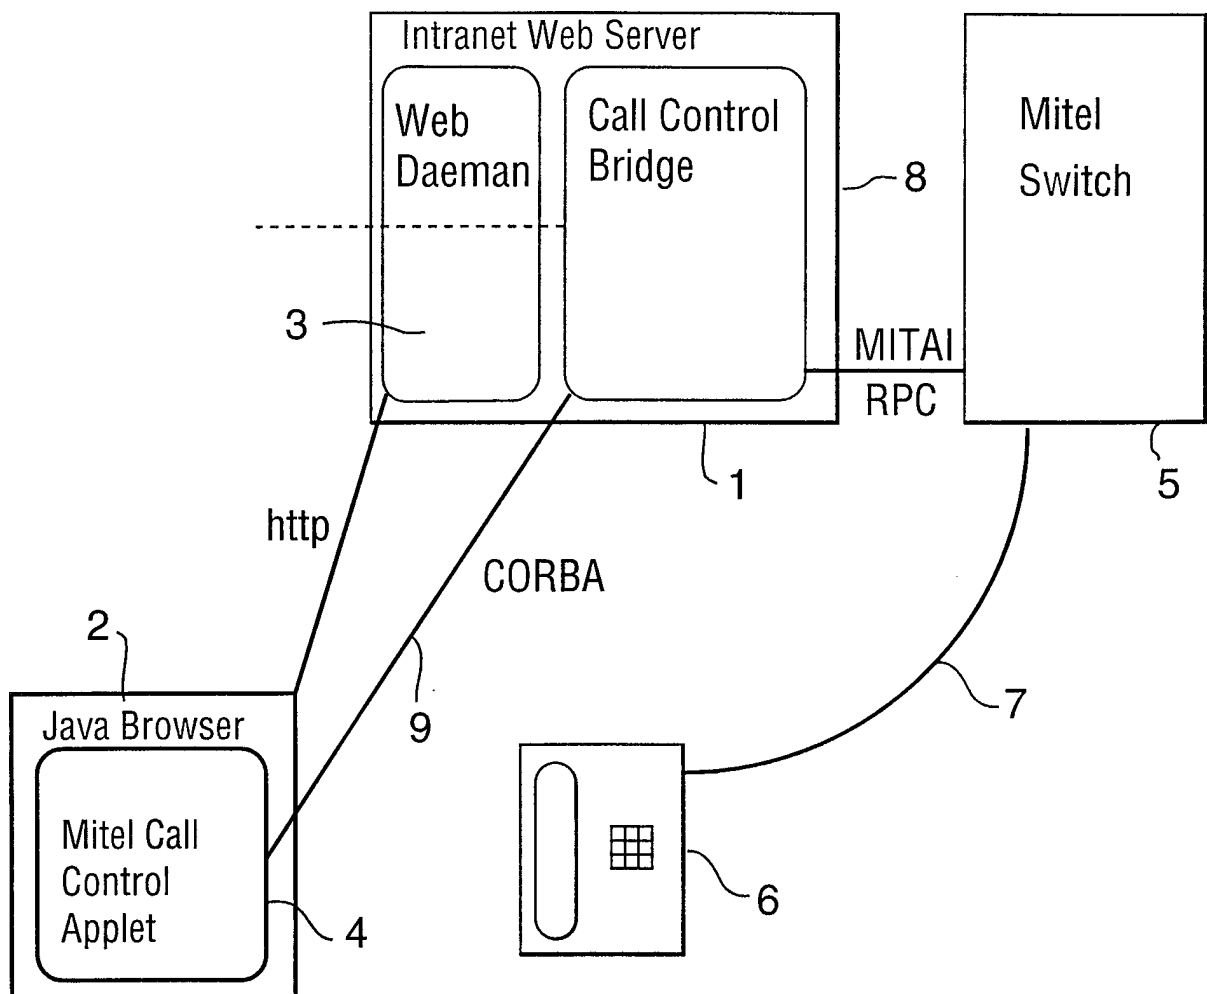 Intranet Web Server
Web
Daeman
Call Control
Bridge
Mitel
Switch
8
3
MITAI
RPC
1
5
http
CORBA
2
9
7
Java Browser
Mitel Call
Control
Applet
4
6